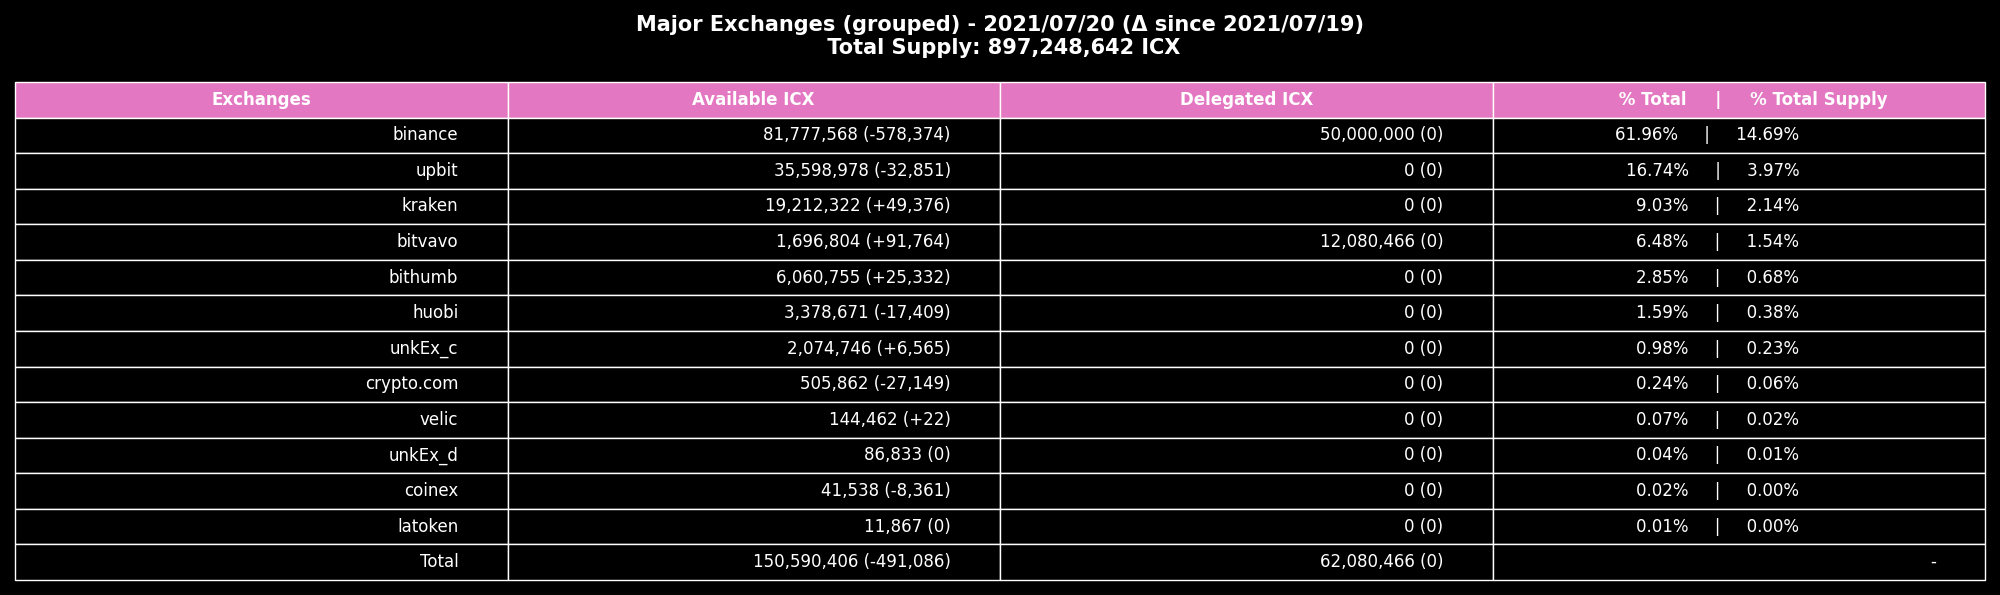 Major Exchanges (grouped) - 2021/07/20 (Δ since 2021/07/19)
Total Supply: 897,248,642 ICX
Exchanges Available ICX Delegated ICX % Total | % Total Supply
binance 81,777,568 (-578,374) 50,000,000 (0) 61.96% | 14.69%
upbit 35,598,978 (-32,851) 0 (0) 16.74% | 3.97%
kraken 19,212,322 (+49,376) 0 (0) 9.03% | 2.14%
bitvavo 1,696,804 (+91,764) 12,080,466 (0) 6.48% | 1.54%
bithumb 6,060,755 (+25,332) 0 (0) 2.85% | 0.68%
huobi 3,378,671 (-17,409) 0 (0) 1.59% | 0.38%
unkEx_c 2,074,746 (+6,565) 0 (0) 0.98% | 0.23%
crypto.com 505,862 (-27,149) 0 (0) 0.24% | 0.06%
velic 144,462 (+22) 0 (0) 0.07% | 0.02%
unkEx_d 86,833 (0) 0 (0) 0.04% | 0.01%
coinex 41,538 (-8,361) 0 (0) 0.02% | 0.00%
latoken 11,867 (0) 0 (0) 0.01% | 0.00%
Total 150,590,406 (-491,086) 62,080,466 (0) -